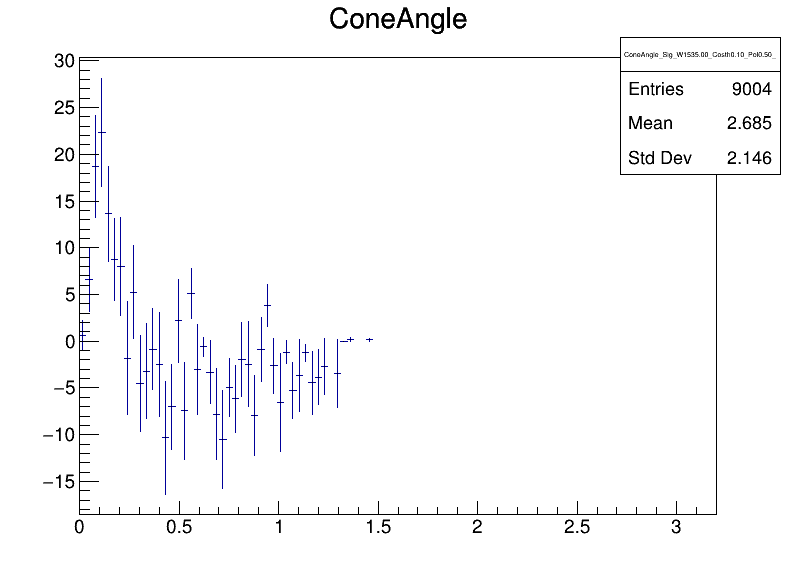 ConeAngle
ConeAngle_Sig_W1535.00_Costh0.10_Pol0.50_
Entries 9004
Mean 2.685
Std Dev 2.146
30
25
20
15
10
5
0
−5
−10
−15
0 0.5 1 1.5 2 2.5 3